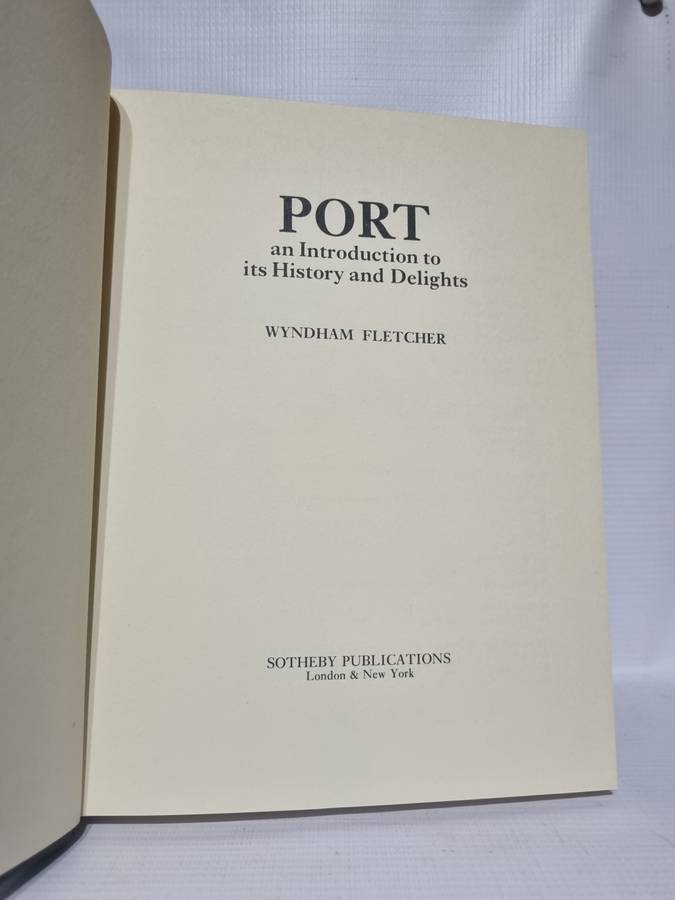 PORT
an Introduction to
its History and Delights
WYNDHAM FLETCHER
SOTHEBY PUBLICATIONS
London & New York